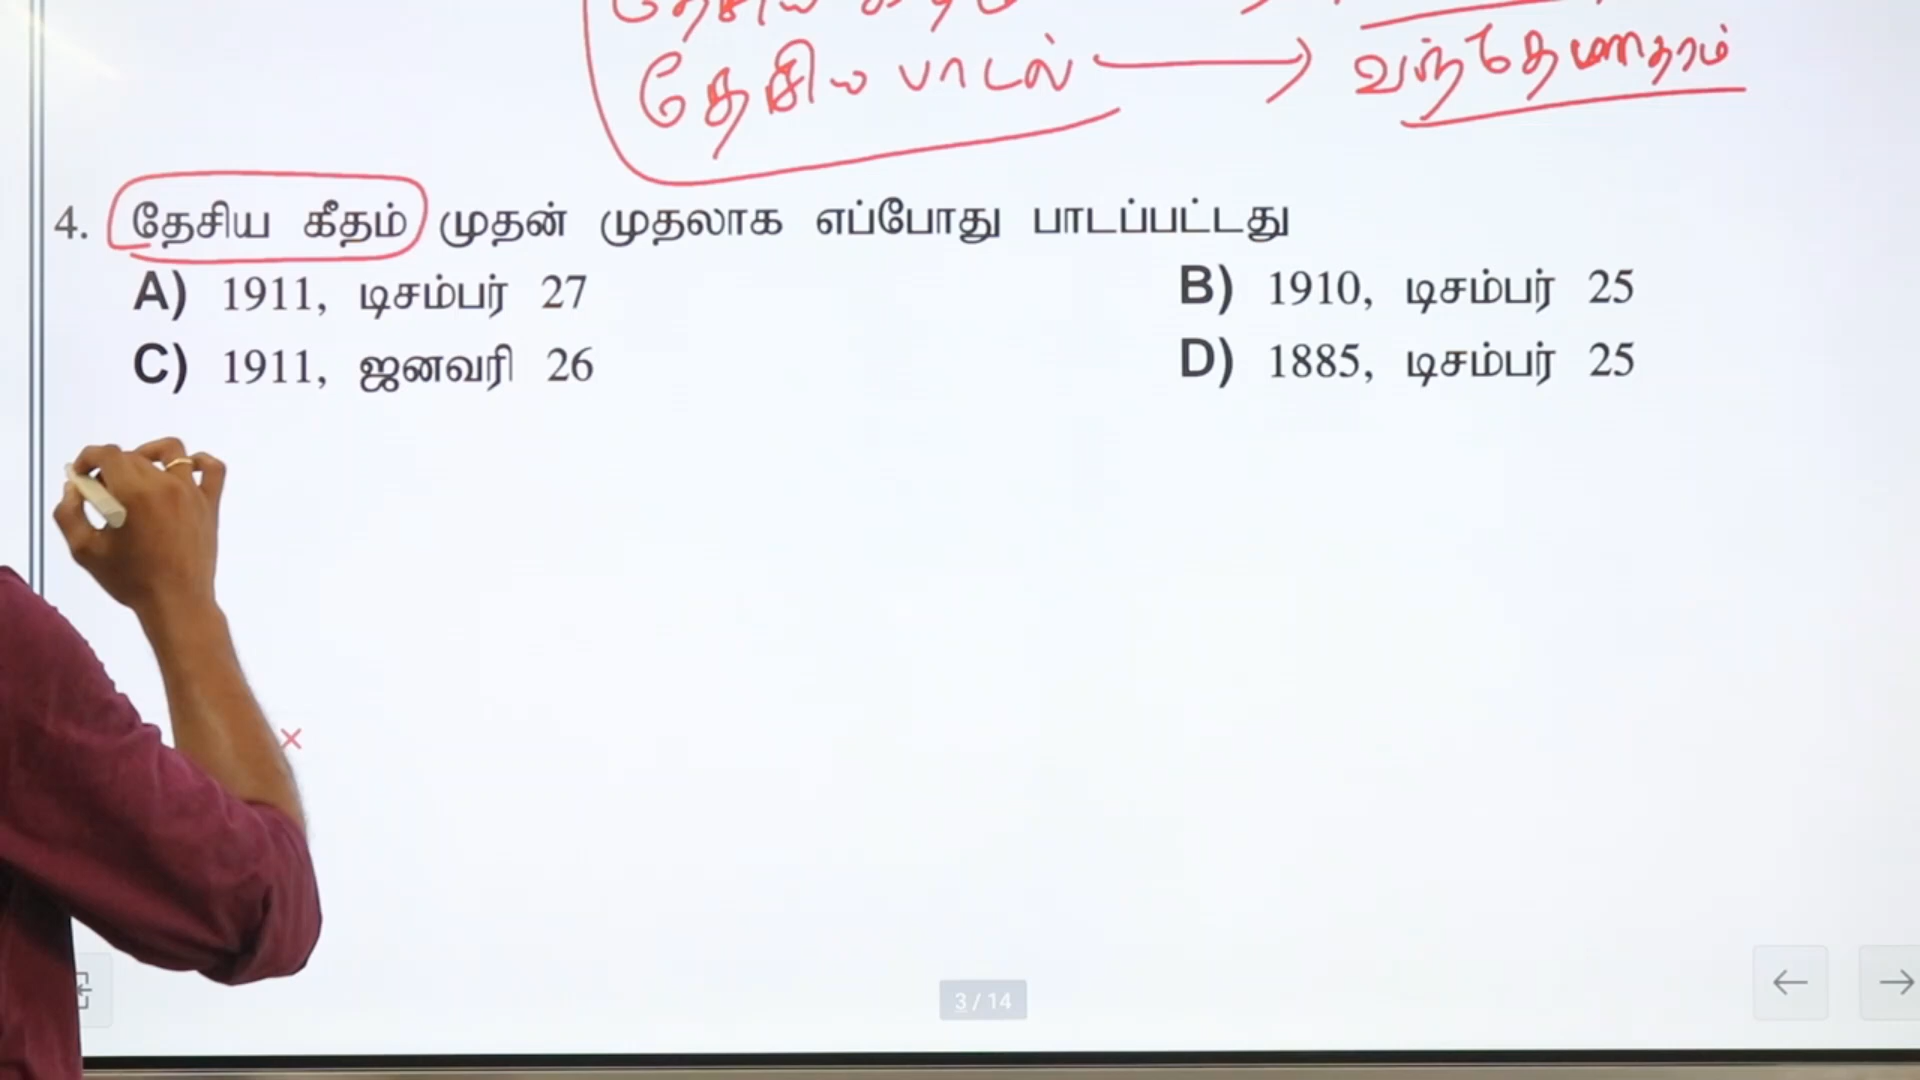 தேசிய பாடல் → வந்தேமாதரம்
4. தேசிய கீதம் முதன் முதலாக எப்போது பாடப்பட்டது
A) 1911, டிசம்பர் 27 B) 1910, டிசம்பர் 25
C) 1911, ஜனவரி 26 D) 1885, டிசம்பர் 25
3 / 14